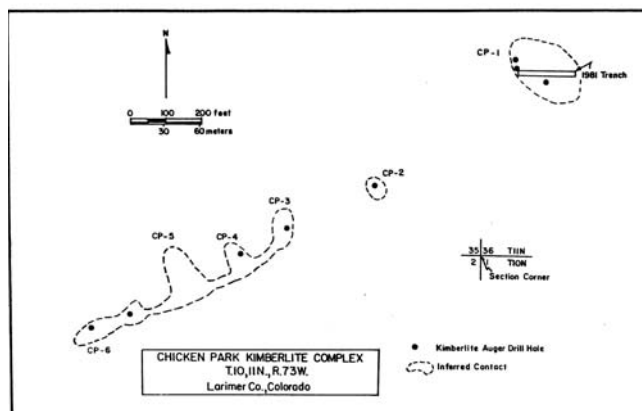 N
CP-1
1981 Trench
0 100 200 feet
30 60 meters
CP-2
CP-3
CP-5
CP-4
35 36 T11N
2 1 T10N
Section Corner
CP-6
CHICKEN PARK KIMBERLITE COMPLEX
T.10,11N., R.73W.
Larimer Co., Colorado
Kimberlite Auger Drill Hole
Inferred Contact